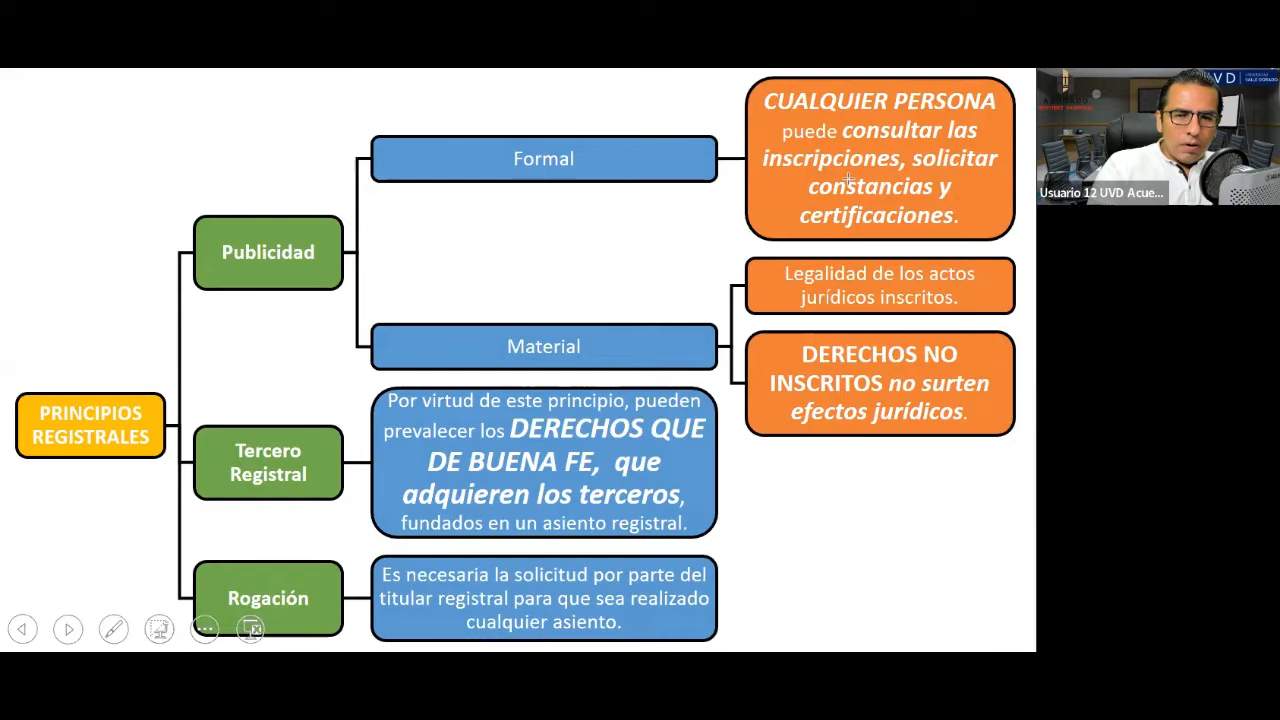 PRINCIPIOS
REGISTRALES
Publicidad
Formal
CUALQUIER PERSONA
puede consultar las
inscripciones, solicitar
constancias y
certificaciones.
Material
Legalidad de los actos
jurídicos inscritos.
DERECHOS NO
INSCRITOS no surten
efectos jurídicos.
Tercero
Registral
Por virtud de este principio, pueden
prevalecer los DERECHOS QUE
DE BUENA FE, que
adquieren los terceros,
fundados en un asiento registral.
Rogación
Es necesaria la solicitud por parte del
titular registral para que sea realizado
cualquier asiento.
VD
VALLE DORADO
Usuario 12 UVD Acue...